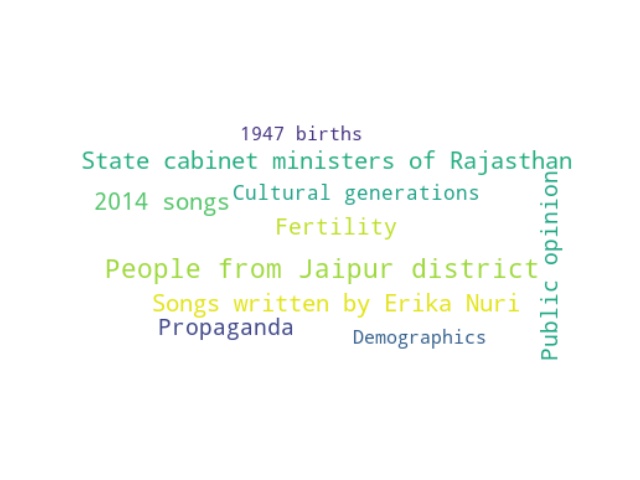 1947 births
State cabinet ministers of Rajasthan
Cultural generations
2014 songs
Fertility
People from Jaipur district
Songs written by Erika Nuri
Propaganda
Demographics
Public opinion